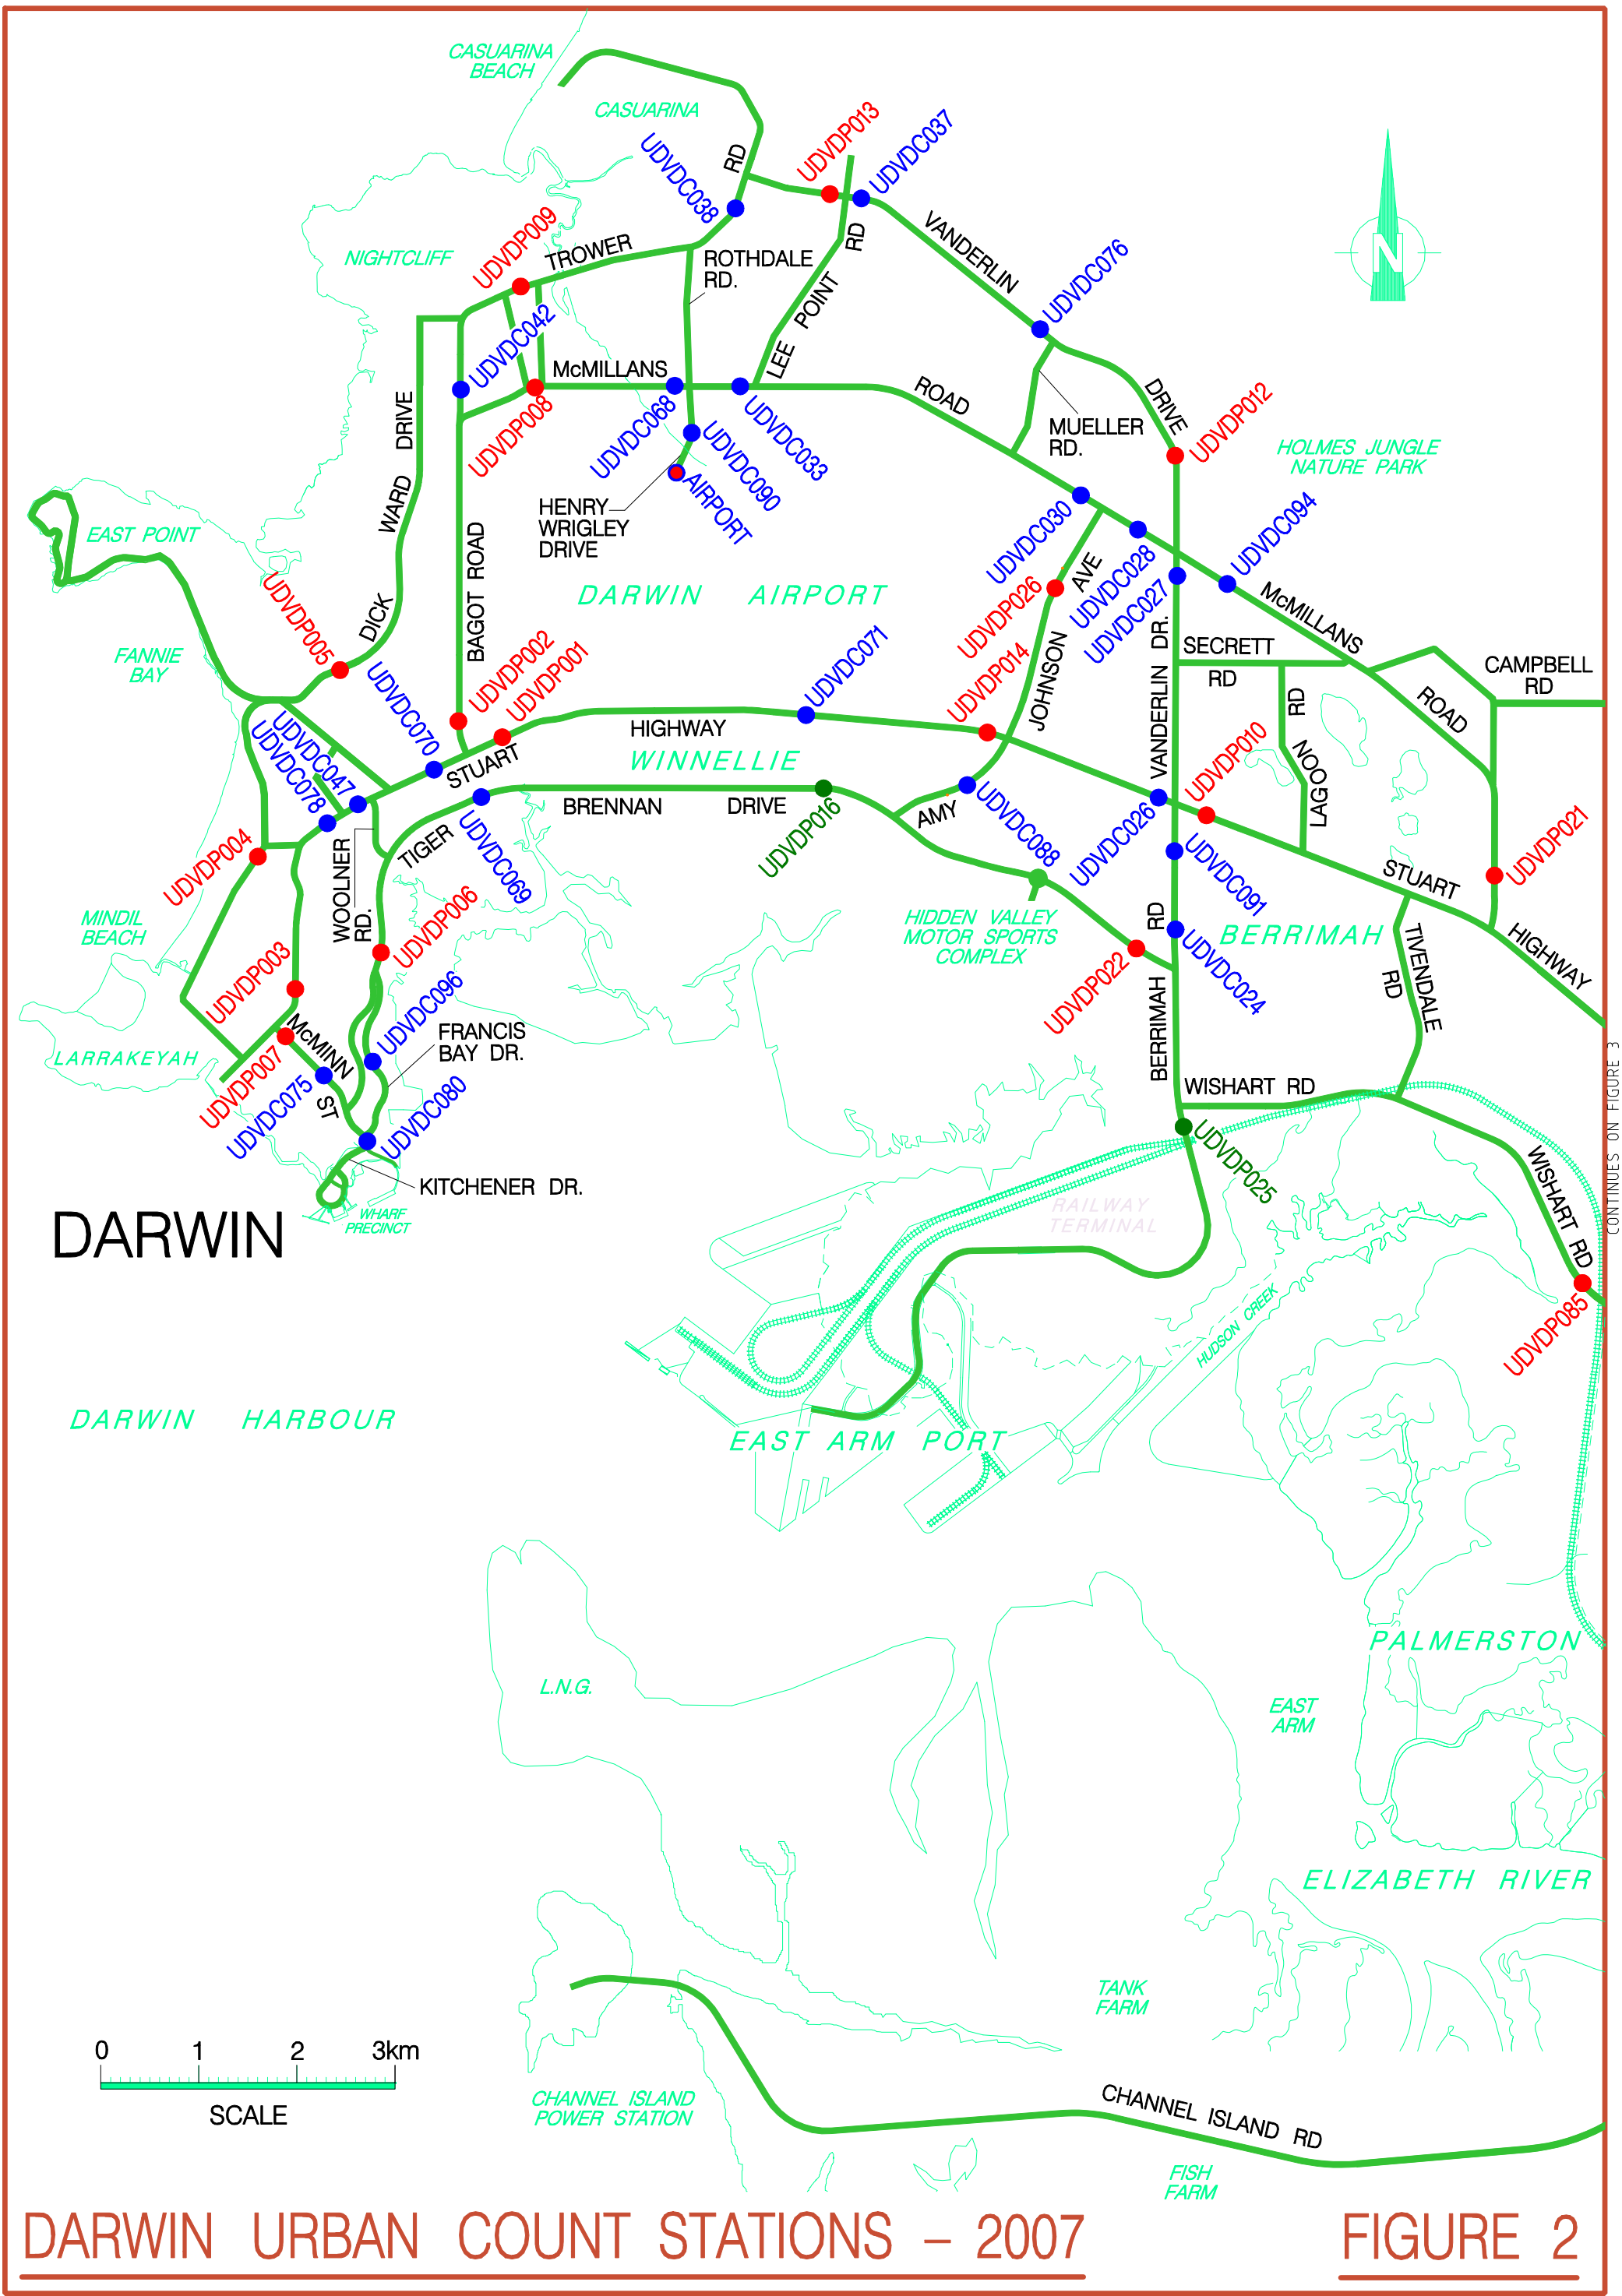 CASUARINA
BEACH
CASUARINA
UDVDP013
UDVDC037
RD
UDVDC038
UDVDP009
TROWER
NIGHTCLIFF
ROTHDALE
RD.
RD
LEE POINT
VANDERLIN
UDVDC076
N
UDVDC042
McMILLANS
ROAD
DRIVE
UDVDP012
MUELLER
RD.
HOLMES JUNGLE
NATURE PARK
DRIVE
WARD
DICK
UDVDP008
UDVDC068
UDVDC090
UDVDC033
AIRPORT
HENRY
WRIGLEY
DRIVE
EAST POINT
BAGOT ROAD
DARWIN AIRPORT
UDVDC030
UDVDC028
UDVDC027
UDVDC094
UDVDP026
AVE
JOHNSON
McMILLANS
UDVDP005
FANNIE
BAY
UDVDP002
UDVDP001
UDVDC071
UDVDP014
VANDERLIN DR.
SECRETT
RD
RD
LAGOON
CAMPBELL
RD
ROAD
UDVDC070
UDVDC047
UDVDC078
STUART
HIGHWAY
WINNELLIE
UDVDP010
BRENNAN
DRIVE
UDVDP016
AMY
UDVDC088
UDVDC026
UDVDC091
UDVDP021
STUART
HIGHWAY
UDVDP004
WOOLNER
RD.
TIGER
UDVDC069
UDVDP006
MINDIL
BEACH
HIDDEN VALLEY
MOTOR SPORTS
COMPLEX
RD
BERRIMAH
BERRIMAH
UDVDC024
TIVENDALE
RD
UDVDP022
UDVDP003
LARRAKEYAH
McMINN
ST
UDVDP007
UDVDC075
UDVDC096
FRANCIS
BAY DR.
UDVDC080
KITCHENER DR.
WHARF
PRECINCT
WISHART RD
UDVDP025
CONTINUES ON FIGURE 3
WISHART RD
UDVDP085
DARWIN
RAILWAY
TERMINAL
HUDSON CREEK
DARWIN HARBOUR
EAST ARM PORT
PALMERSTON
L.N.G.
EAST
ARM
ELIZABETH RIVER
TANK
FARM
0 1 2 3km
SCALE
CHANNEL ISLAND
POWER STATION
CHANNEL ISLAND RD
FISH
FARM
DARWIN URBAN COUNT STATIONS - 2007
FIGURE 2